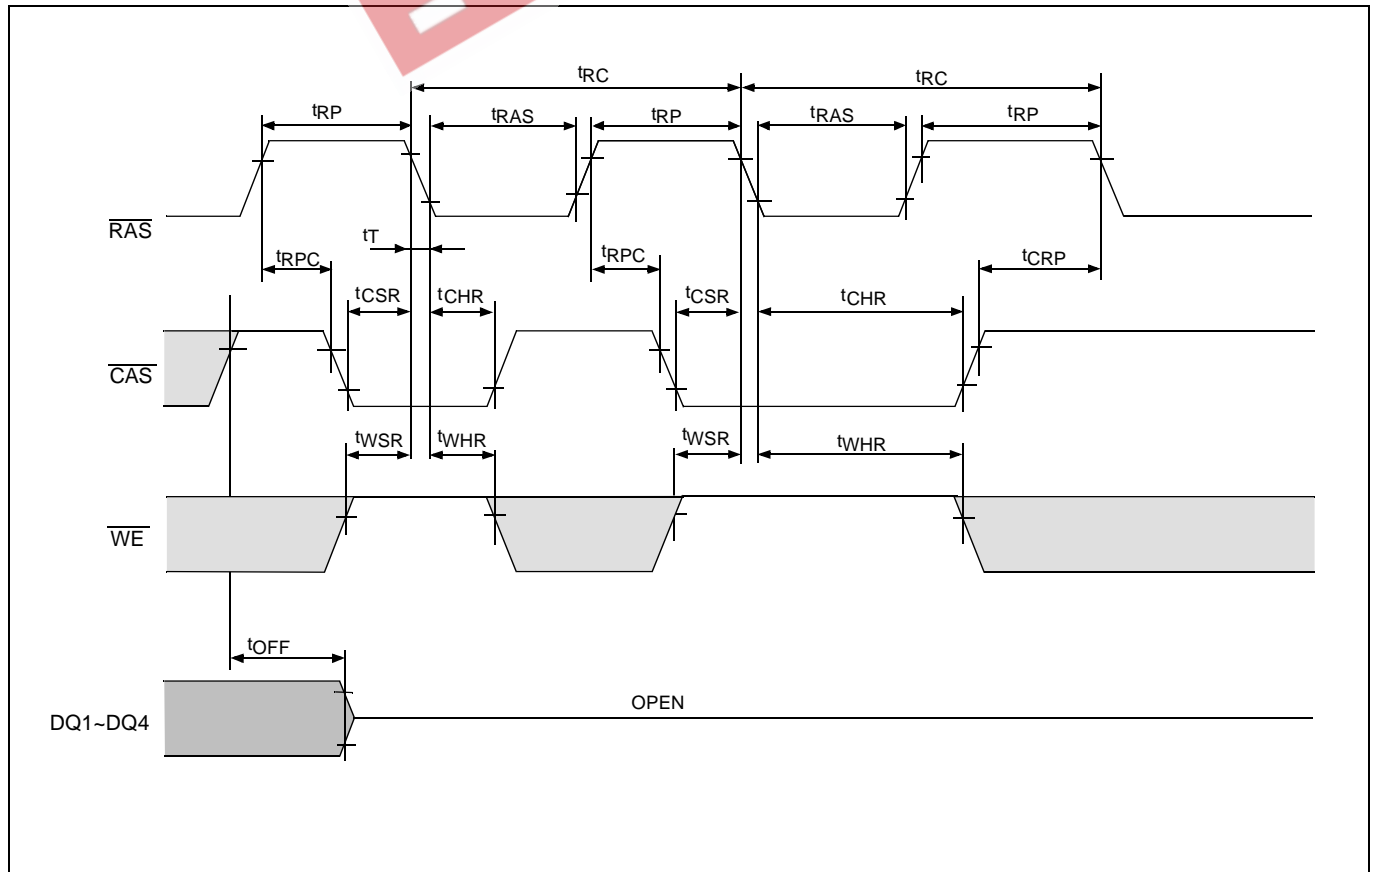 tRC tRC
tRP tRAS tRP tRAS tRP
RAS
tT
tRPC tRPC tCRP
tCSR tCHR tCSR tCHR
CAS
tWSR tWHR tWSR tWHR
WE
tOFF
OPEN
DQ1~DQ4